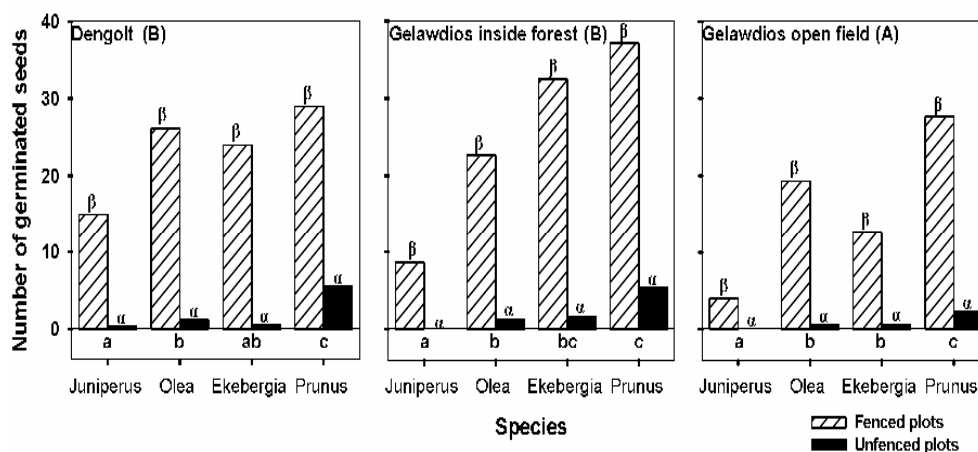 Number of germinated seeds
40
30
20
10
0
Dengolt (B)
β
α
β
α
β
α
β
α
a b ab c
Juniperus Olea Ekebergia Prunus
Gelawdios inside forest (B)
β
α
β
α
β
α
β
α
a b bc c
Juniperus Olea Ekebergia Prunus
Gelawdios open field (A)
β
α
β
α
β
α
β
α
a b b c
Juniperus Olea Ekebergia Prunus
Species
Fenced plots
Unfenced plots